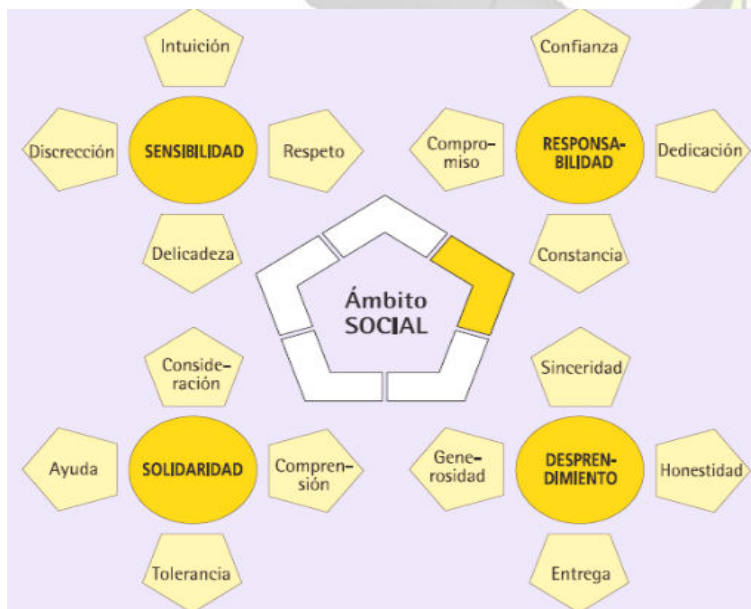 Intuición
Discreción
SENSIBILIDAD
Respeto
Delicadeza
Confianza
Compro-
miso
RESPONSA-
BILIDAD
Dedicación
Constancia
Ámbito
SOCIAL
Conside-
ración
Ayuda
SOLIDARIDAD
Compren-
sión
Tolerancia
Sinceridad
Gene-
rosidad
DESPREN-
DIMIENTO
Honestidad
Entrega